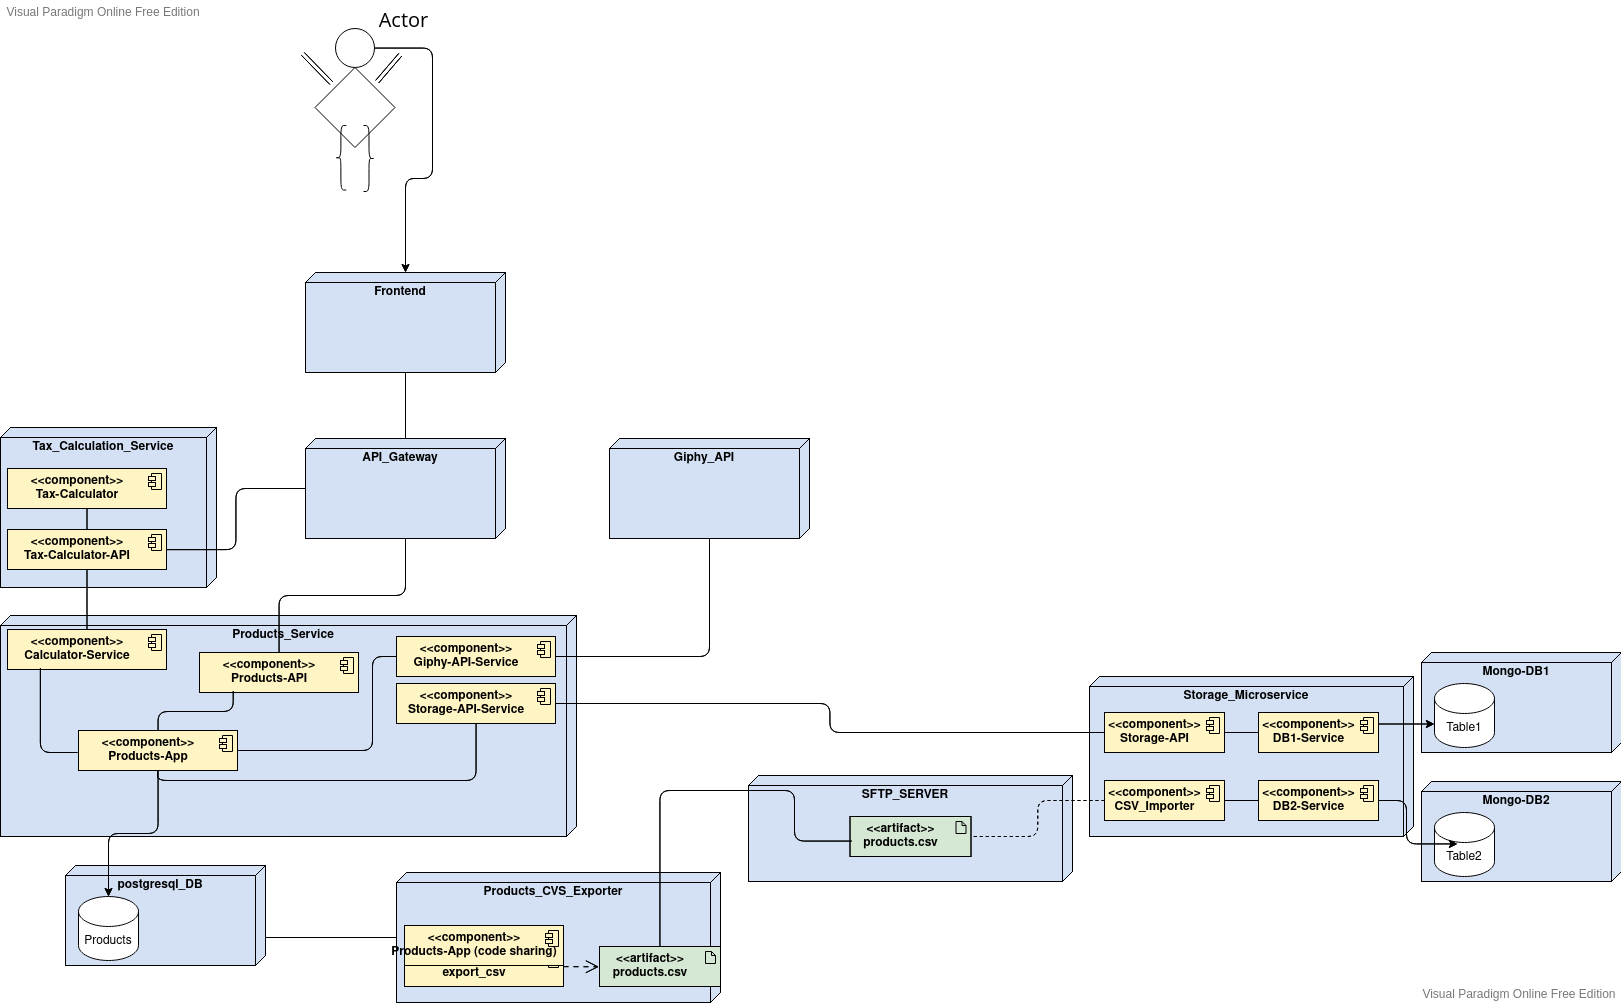 Visual Paradigm Online Free Edition
Actor
Frontend
Tax_Calculation_Service
<<component>>
Tax-Calculator
<<component>>
Tax-Calculator-API
API_Gateway
Giphy_API
Products_Service
<<component>>
Calculator-Service
<<component>>
Products-API
<<component>>
Giphy-API-Service
<<component>>
Storage-API-Service
<<component>>
Products-App
Storage_Microservice
<<component>>
Storage-API
<<component>>
DB1-Service
<<component>>
CSV_Importer
<<component>>
DB2-Service
Mongo-DB1
Table1
Mongo-DB2
Table2
SFTP_SERVER
<<artifact>>
products.csv
postgresql_DB
Products
Products_CVS_Exporter
<<component>>
Products-App (code sharing)
export_csv
<<artifact>>
products.csv
Visual Paradigm Online Free Edition